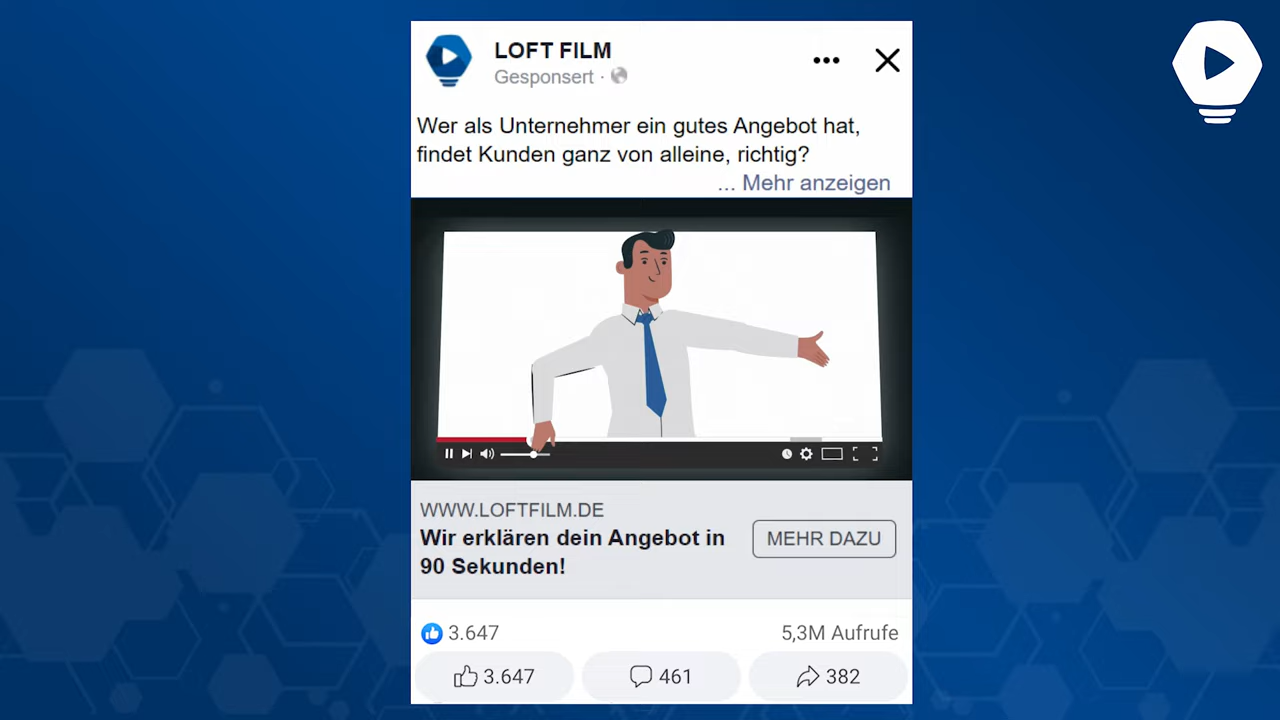 LOFT FILM
Gesponsert ·
Wer als Unternehmer ein gutes Angebot hat,
findet Kunden ganz von alleine, richtig?
... Mehr anzeigen
WWW.LOFTFILM.DE
Wir erklären dein Angebot in
90 Sekunden!
MEHR DAZU
3.647
5,3M Aufrufe
3.647
461
382